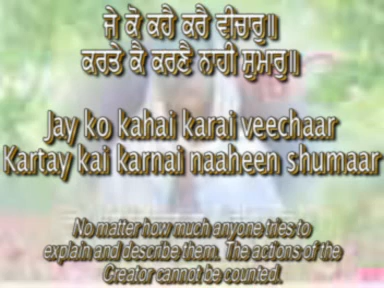 ਜੇ ਕੋ ਕਹੈ ਕਰੈ ਵੀਚਾਰੁ॥
ਕਰਤੇ ਕੈ ਕਰਣੈ ਨਾਹੀ ਸੁਮਾਰੁ॥
Jay ko kahai karai veechaar
Kartay kai karnai naaheen shumaar
No matter how much anyone tries to
explain and describe them. The actions of the
Creator cannot be counted.